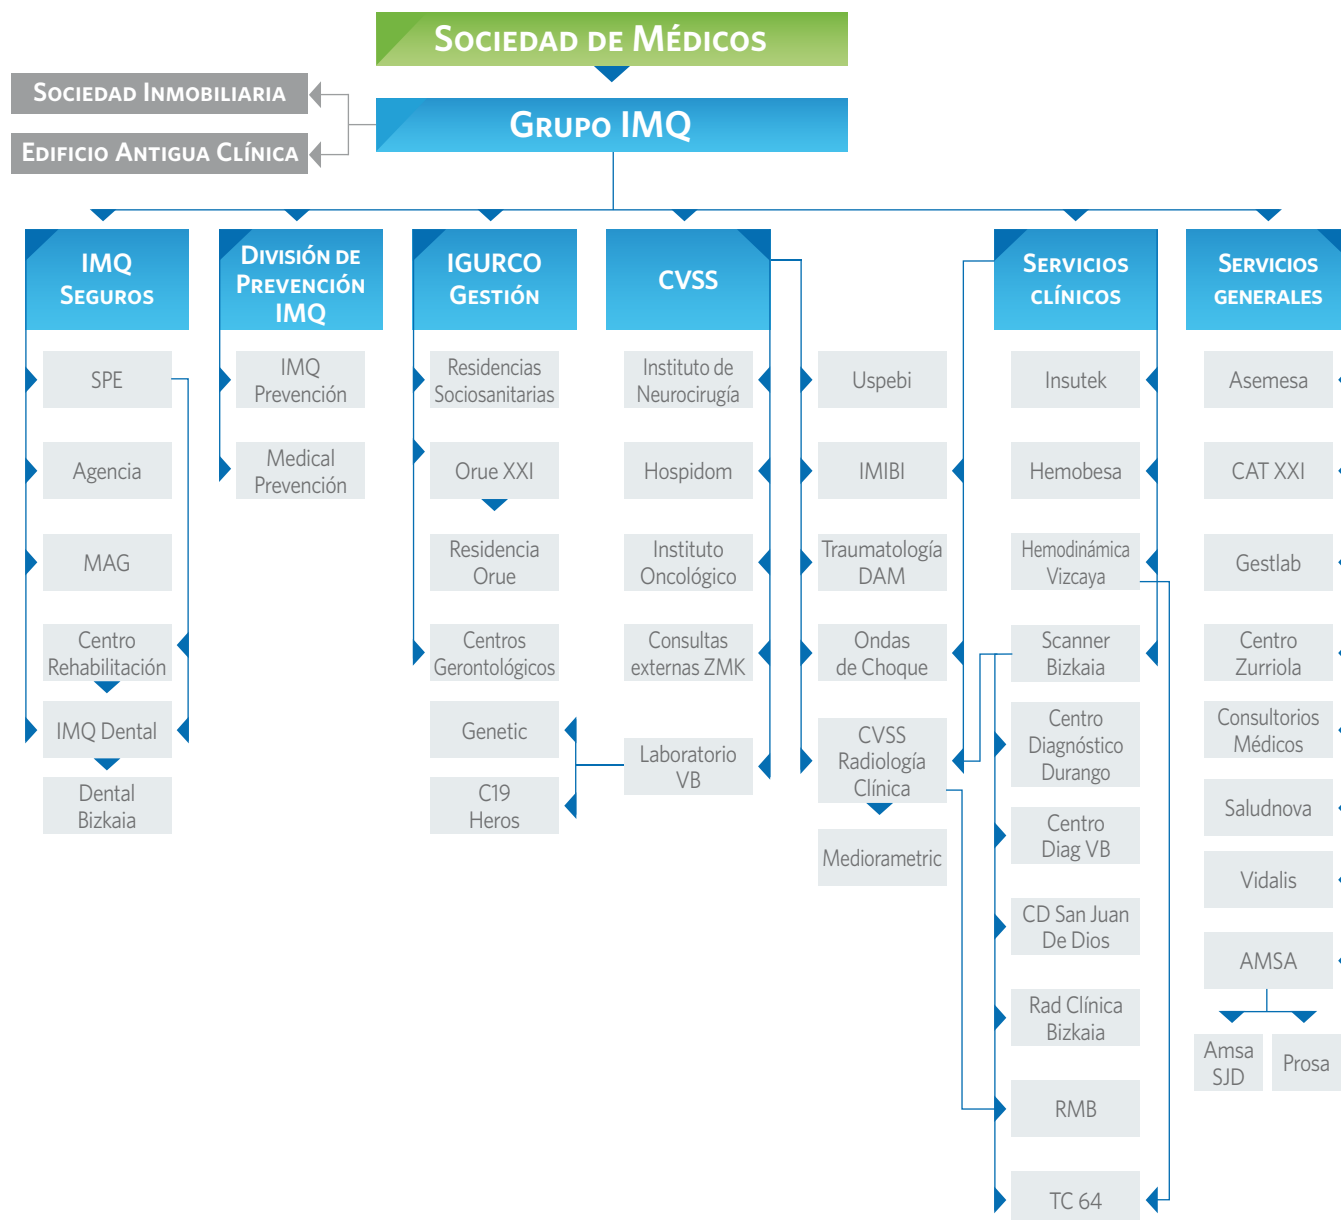 Sociedad de Médicos
Sociedad Inmobiliaria
Grupo IMQ
Edificio Antigua Clínica
IMQ
Seguros
División de
Prevención
IMQ
IGURCO
Gestión
CVSS
Servicios
clínicos
Servicios
generales
SPE
Agencia
MAG
Centro
Rehabilitación
IMQ Dental
Dental
Bizkaia
IMQ
Prevención
Medical
Prevención
Residencias
Sociosanitarias
Orue XXI
Residencia
Orue
Centros
Gerontológicos
Genetic
C19
Heros
Instituto de
Neurocirugía
Hospidom
Instituto
Oncológico
Consultas
externas ZMK
Laboratorio
VB
Uspebi
IMIBI
Traumatología
DAM
Ondas
de Choque
CVSS
Radiología
Clínica
Mediorametric
Insutek
Hemobesa
Hemodinámica
Vizcaya
Scanner
Bizkaia
Centro
Diagnóstico
Durango
Centro
Diag VB
CD San Juan
De Dios
Rad Clínica
Bizkaia
RMB
TC 64
Asemesa
CAT XXI
Gestlab
Centro
Zurriola
Consultorios
Médicos
Saludnova
Vidalis
AMSA
Amsa
SJD
Prosa